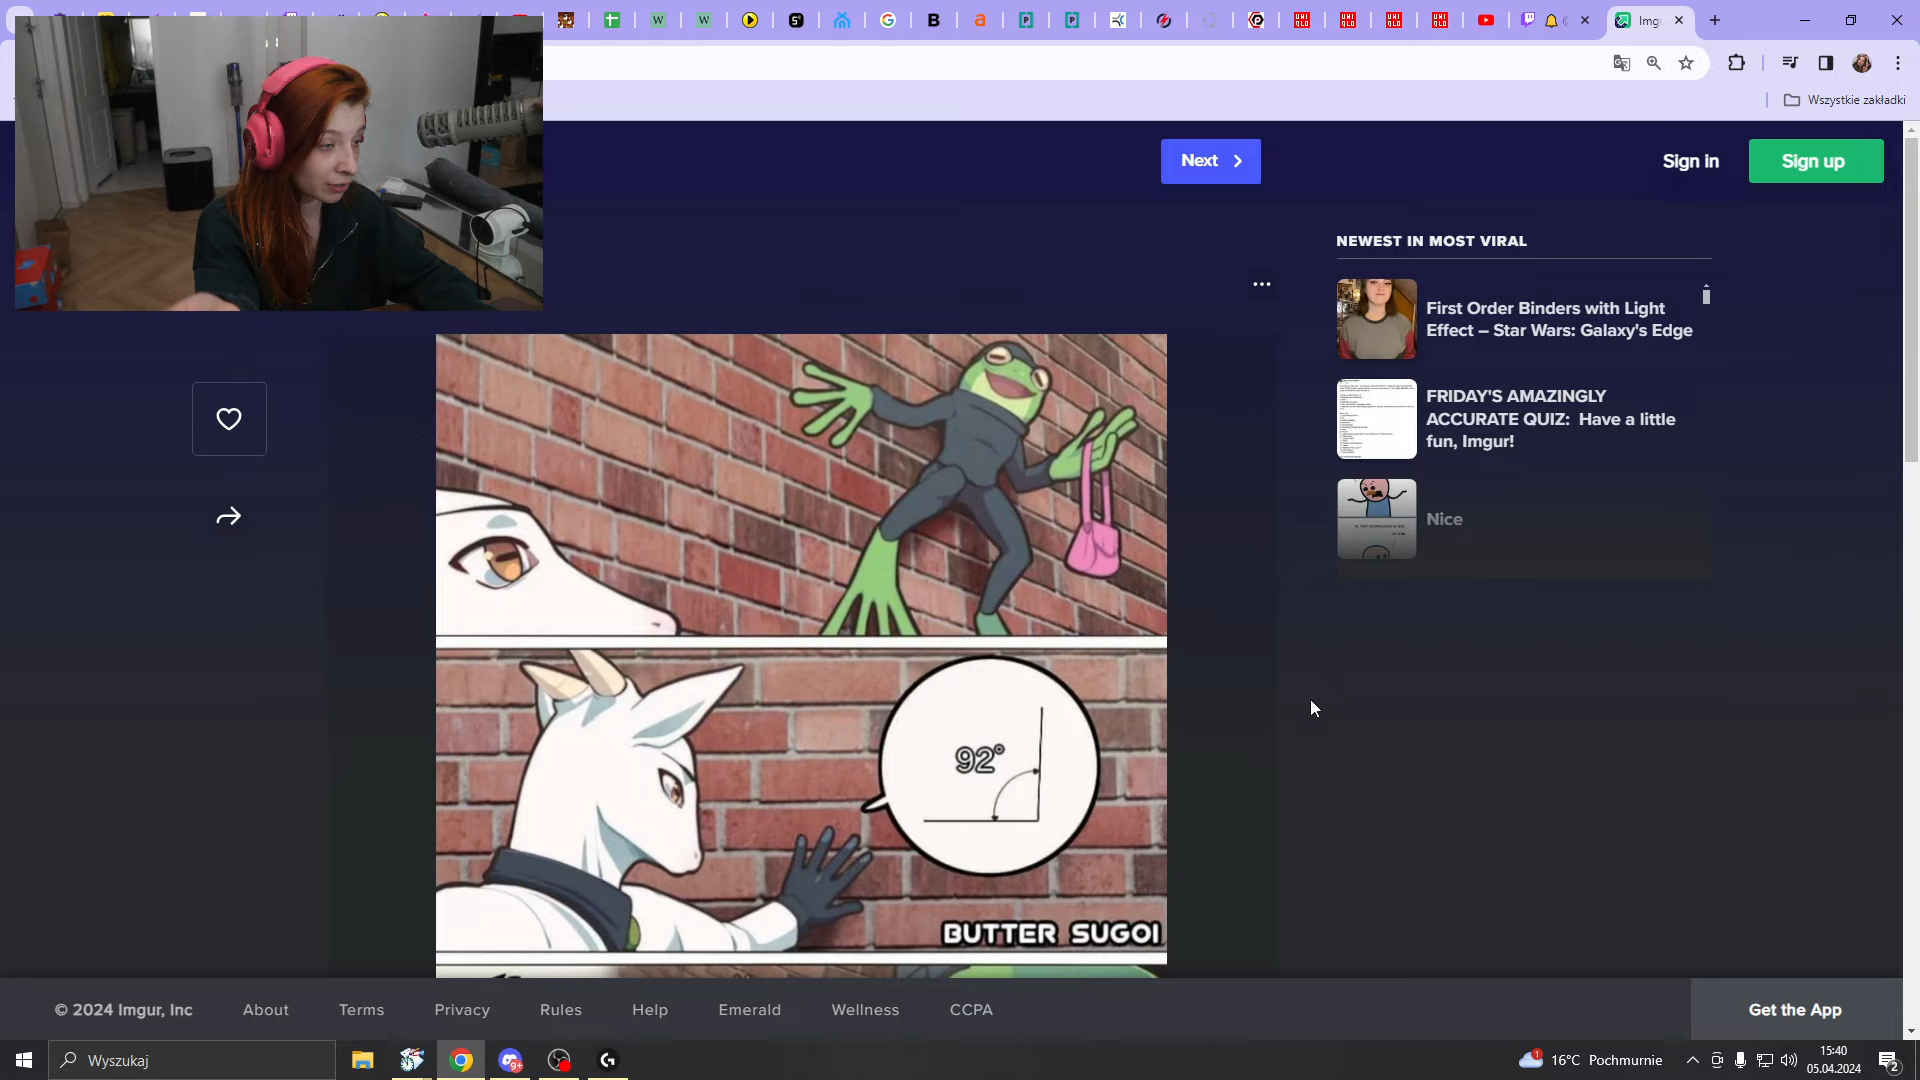 Imgu
Wszystkie zakładki
Next
Sign in
Sign up
NEWEST IN MOST VIRAL
First Order Binders with Light
Effect – Star Wars: Galaxy's Edge
FRIDAY'S AMAZINGLY
ACCURATE QUIZ: Have a little
fun, Imgur!
Nice
92°
BUTTER SUGOI
© 2024 Imgur, Inc
About
Terms
Privacy
Rules
Help
Emerald
Wellness
CCPA
Get the App
Wyszukaj
16°C Pochmurnie
15:40
05.04.2024